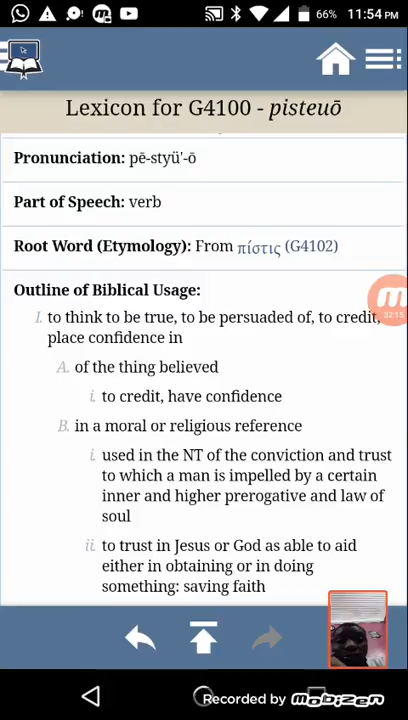 66% 11:54 PM
Lexicon for G4100 - pisteuō
Pronunciation: pē-styü'-ō
Part of Speech: verb
Root Word (Etymology): From πίστις (G4102)
Outline of Biblical Usage:
I. to think to be true, to be persuaded of, to credit,
place confidence in
A. of the thing believed
i. to credit, have confidence
B. in a moral or religious reference
i. used in the NT of the conviction and trust
to which a man is impelled by a certain
inner and higher prerogative and law of
soul
ii. to trust in Jesus or God as able to aid
either in obtaining or in doing
something: saving faith
32:15
Recorded by mobizen